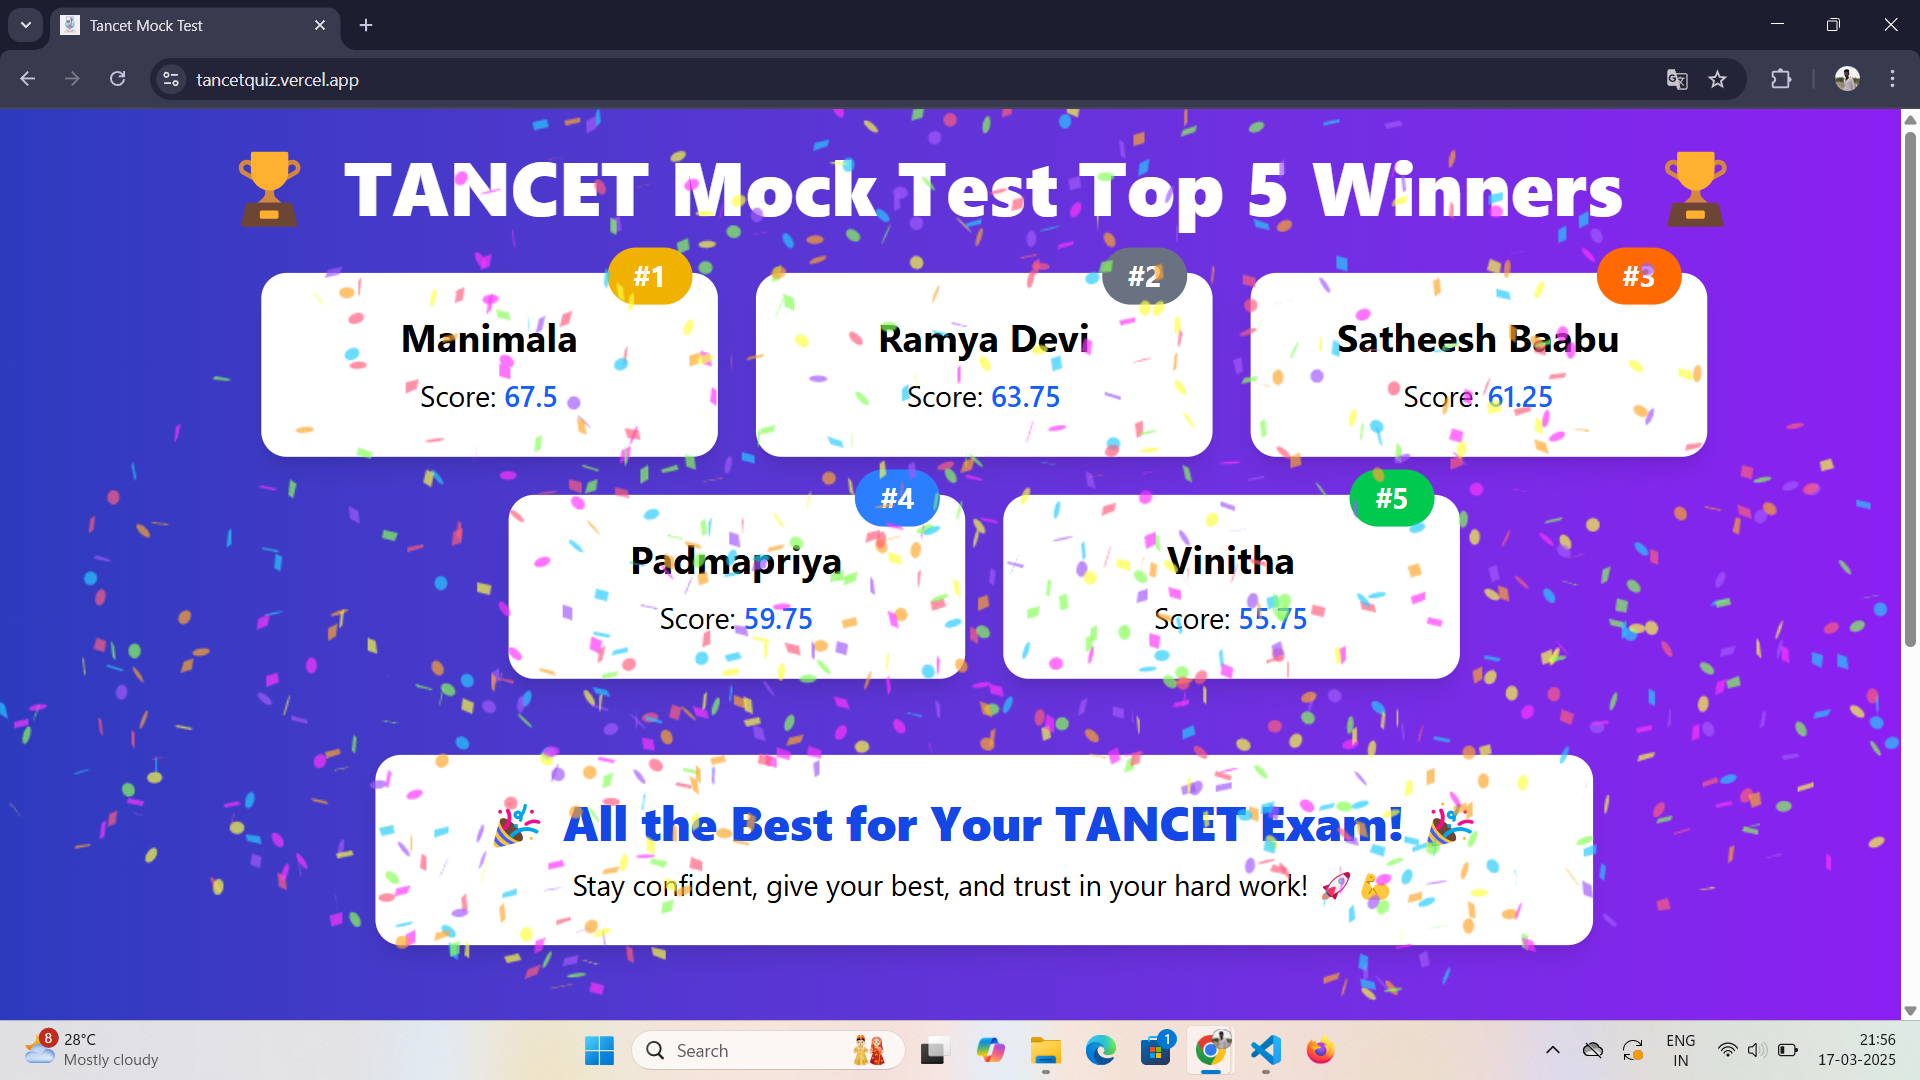 Tancet Mock Test
tancetquiz.vercel.app
TANCET Mock Test Top 5 Winners
#1
Manimala
Score: 67.5
#2
Ramya Devi
Score: 63.75
#3
Satheesh Baabu
Score: 61.25
#4
Padmapriya
Score: 59.75
#5
Vinitha
Score: 55.75
All the Best for Your TANCET Exam!
Stay confident, give your best, and trust in your hard work!
8
28°C
Mostly cloudy
Search
1
ENG
IN
21:56
17-03-2025